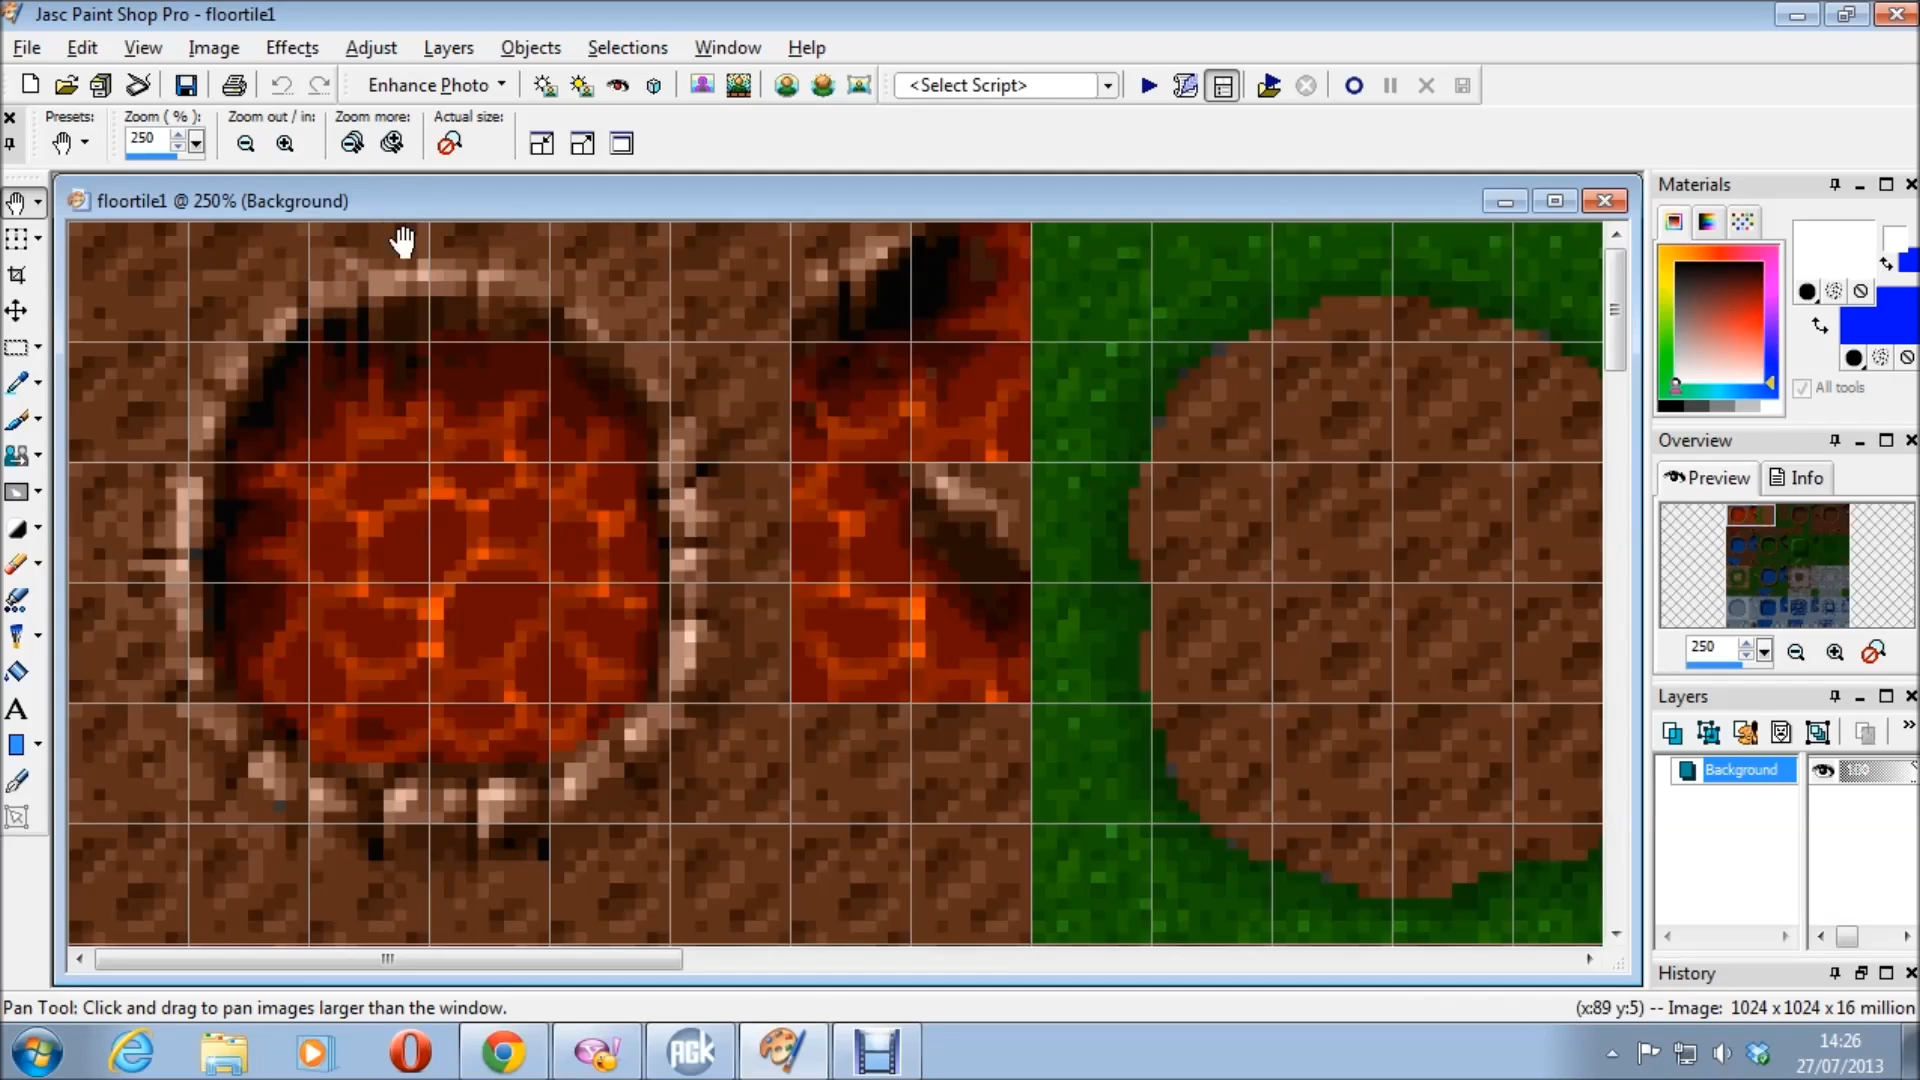 Jasc Paint Shop Pro - floortile1
File Edit View Image Effects Adjust Layers Objects Selections Window Help
Enhance Photo <Select Script>
Presets: Zoom ( % ): Zoom out / in: Zoom more: Actual size:
250
floortile1 @ 250% (Background)
Materials
All tools
Overview
Preview Info
250
Layers
Background
History
A
Pan Tool: Click and drag to pan images larger than the window.
(x:89 y:5) -- Image: 1024 x 1024 x 16 million
AGK
14:26
27/07/2013